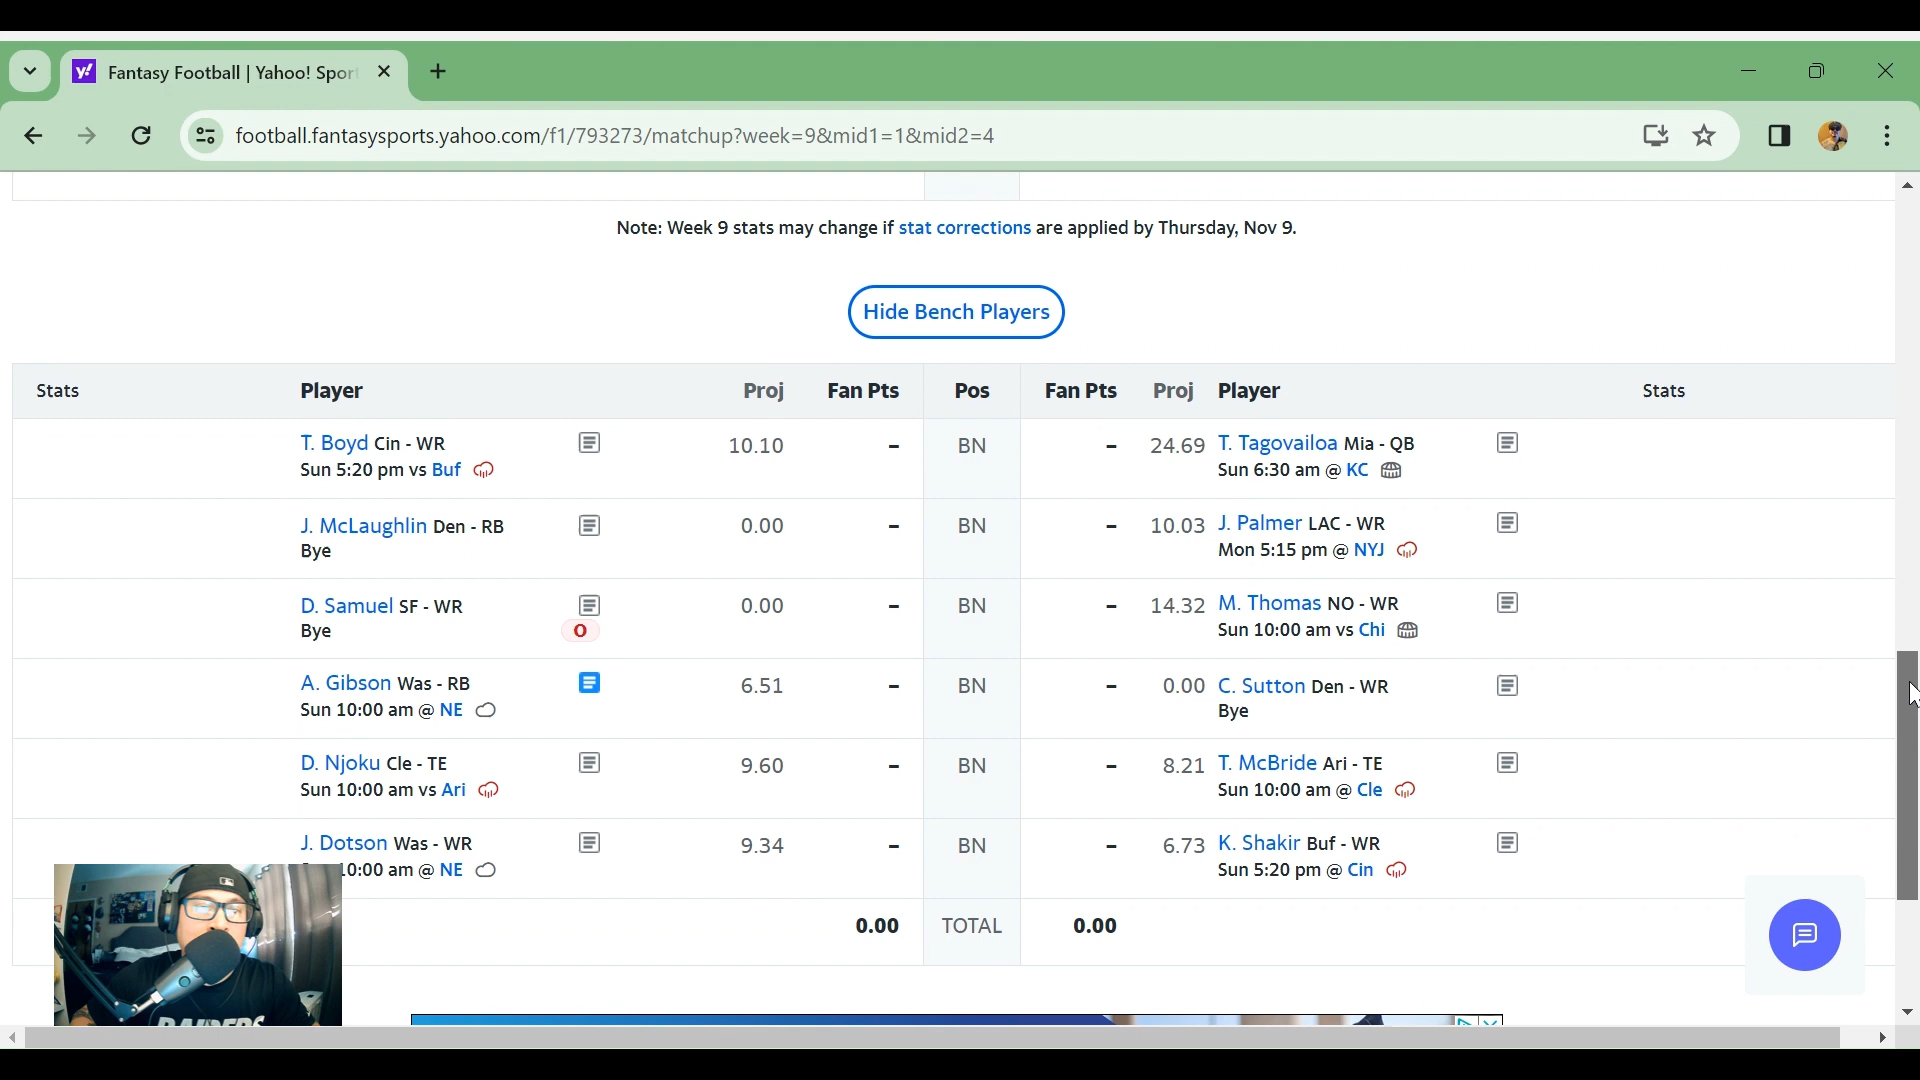 Fantasy Football | Yahoo! Spor
football.fantasysports.yahoo.com/f1/793273/matchup?week=9&mid1=1&mid2=4
Note: Week 9 stats may change if stat corrections are applied by Thursday, Nov 9.
Hide Bench Players
Stats Player Proj Fan Pts Pos Fan Pts Proj Player Stats
T. Boyd Cin - WR 10.10 – BN – 24.69 T. Tagovailoa Mia - QB
Sun 5:20 pm vs Buf Sun 6:30 am @ KC
J. McLaughlin Den - RB 0.00 – BN – 10.03 J. Palmer LAC - WR
Bye Mon 5:15 pm @ NYJ
D. Samuel SF - WR 0.00 – BN – 14.32 M. Thomas NO - WR
Bye O Sun 10:00 am vs Chi
A. Gibson Was - RB 6.51 – BN – 0.00 C. Sutton Den - WR
Sun 10:00 am @ NE Bye
D. Njoku Cle - TE 9.60 – BN – 8.21 T. McBride Ari - TE
Sun 10:00 am vs Ari Sun 10:00 am @ Cle
J. Dotson Was - WR 9.34 – BN – 6.73 K. Shakir Buf - WR
10:00 am @ NE Sun 5:20 pm @ Cin
0.00 TOTAL 0.00
RAIDERS